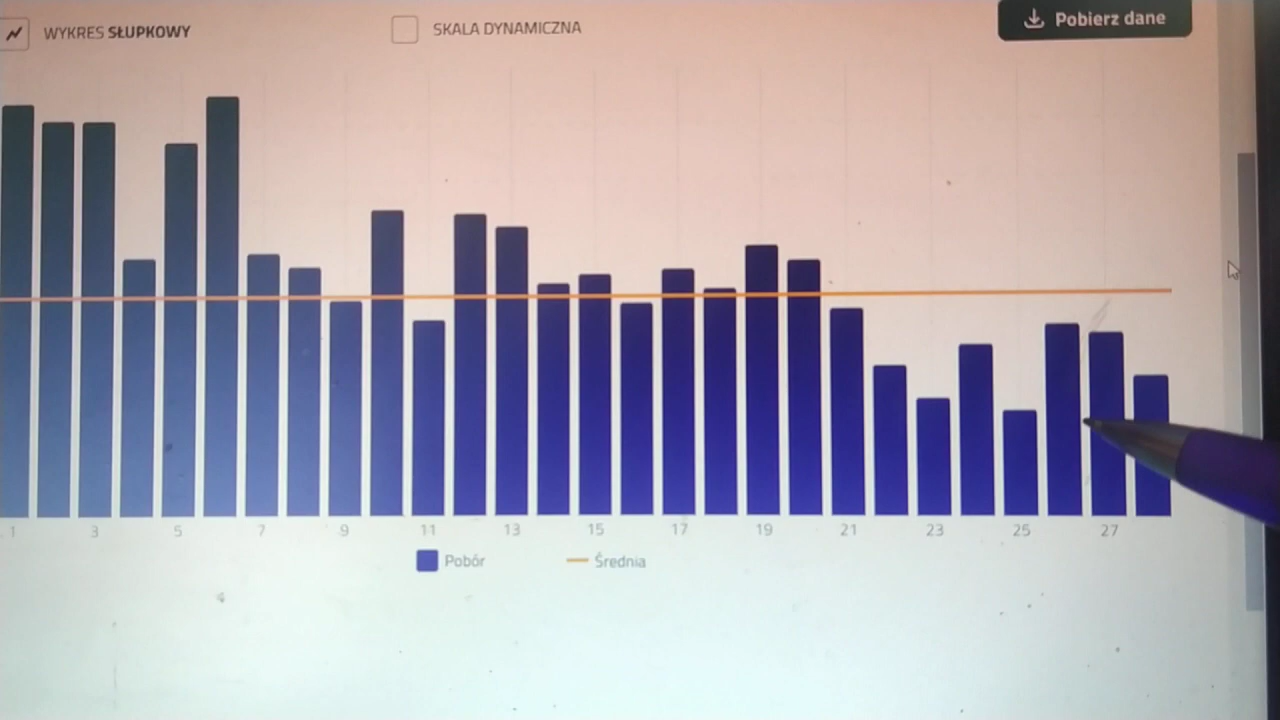 WYKRES SŁUPKOWY
SKALA DYNAMICZNA
Pobierz dane
1 3 5 7 9 11 13 15 17 19 21 23 25 27
Pobór
Średnia